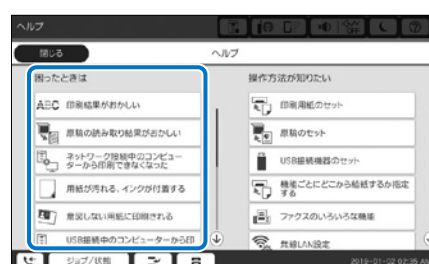 ヘルプ
閉じる
ヘルプ
困ったときは
ABC 印刷結果がおかしい
原稿の読み取り結果がおかしい
ネットワーク接続中のコンピュー
ターから印刷できなくなった
用紙が汚れる、インクが付着する
意図しない用紙に印刷される
USB接続中のコンピューターから印
操作方法が知りたい
印刷用紙のセット
原稿のセット
USB接続機器のセット
機能ごとにどこから給紙するか指定
する
ファクスのいろいろな機能
無線LAN設定
ジョブ/状態
2019-01-02 02:35 AM